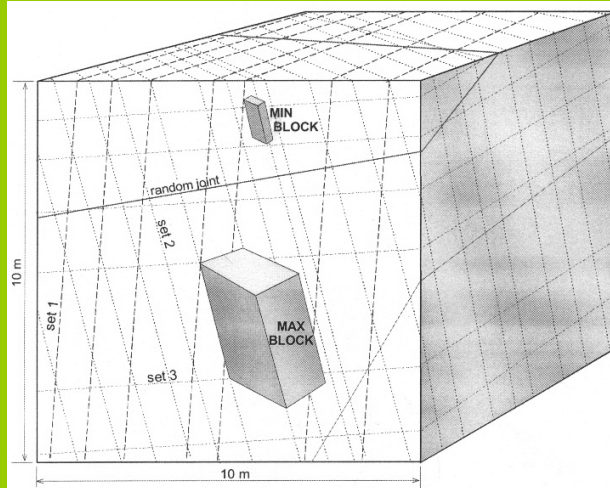 MIN
BLOCK
random joint
set 2
10 m
set 1
MAX
BLOCK
set 3
10 m